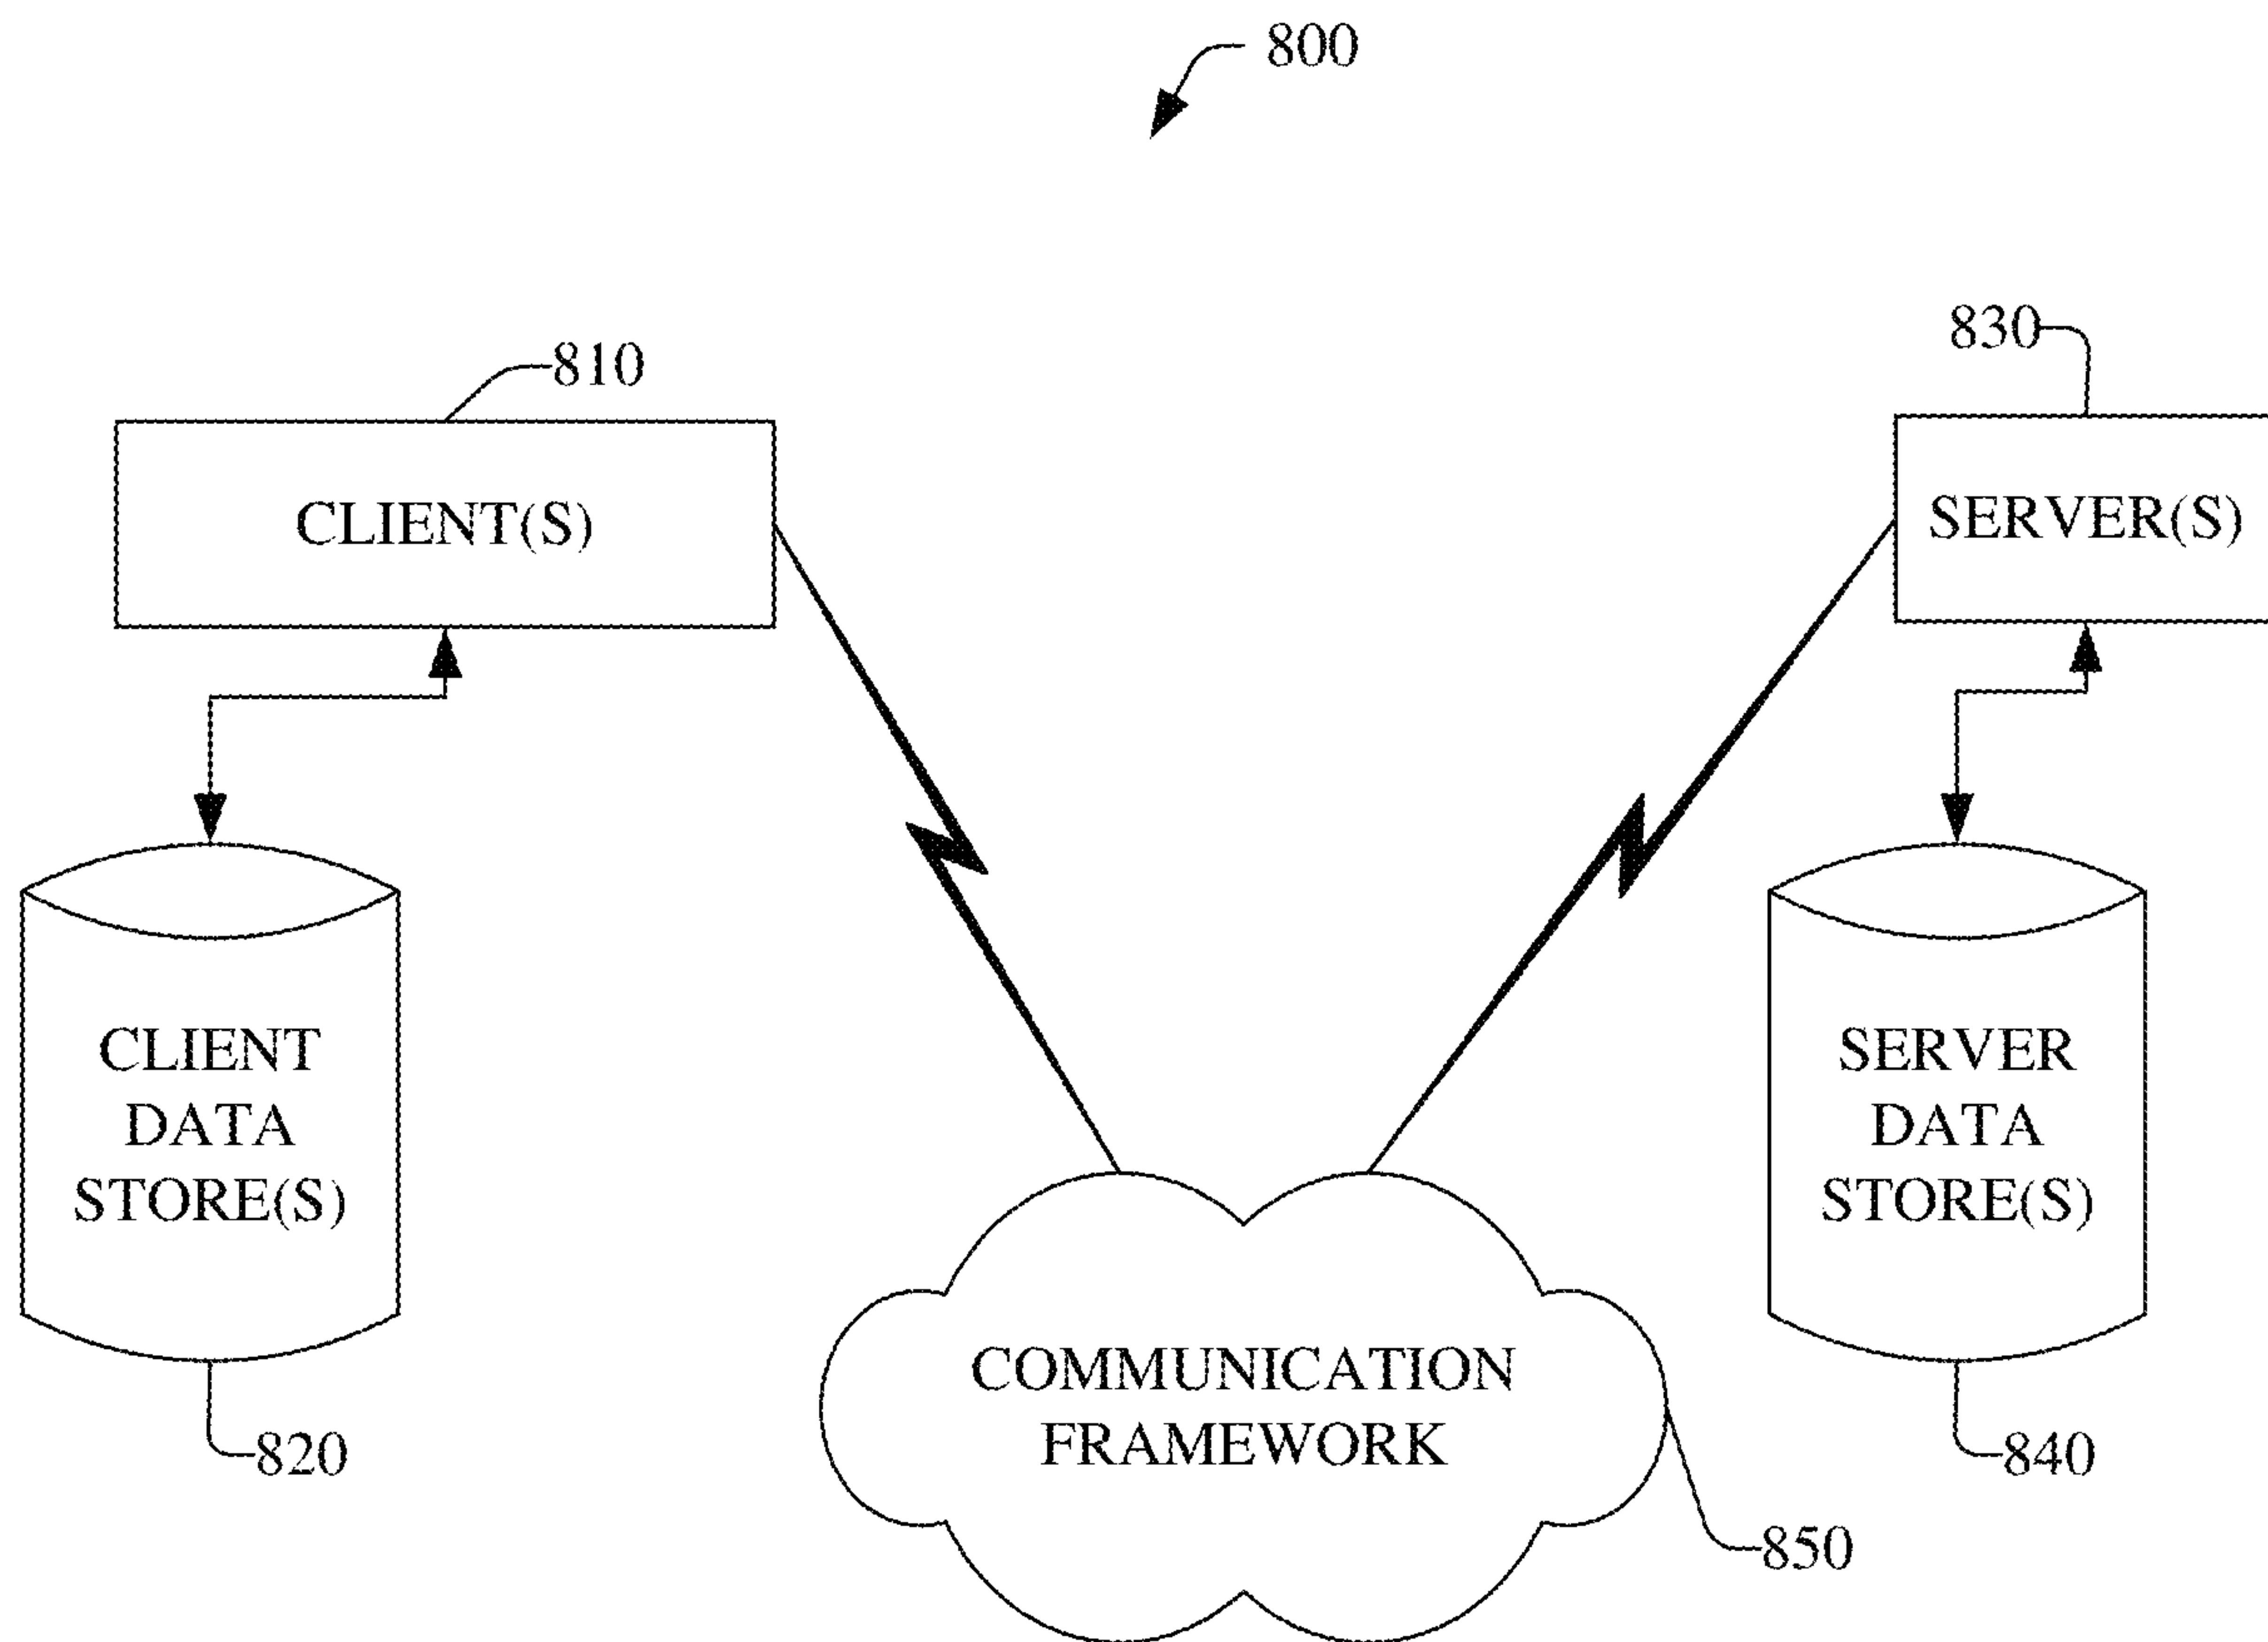 800
810
830
CLIENT(S)
SERVER(S)
CLIENT
DATA
STORE(S)
SERVER
DATA
STORE(S)
COMMUNICATION
FRAMEWORK
820
840
850